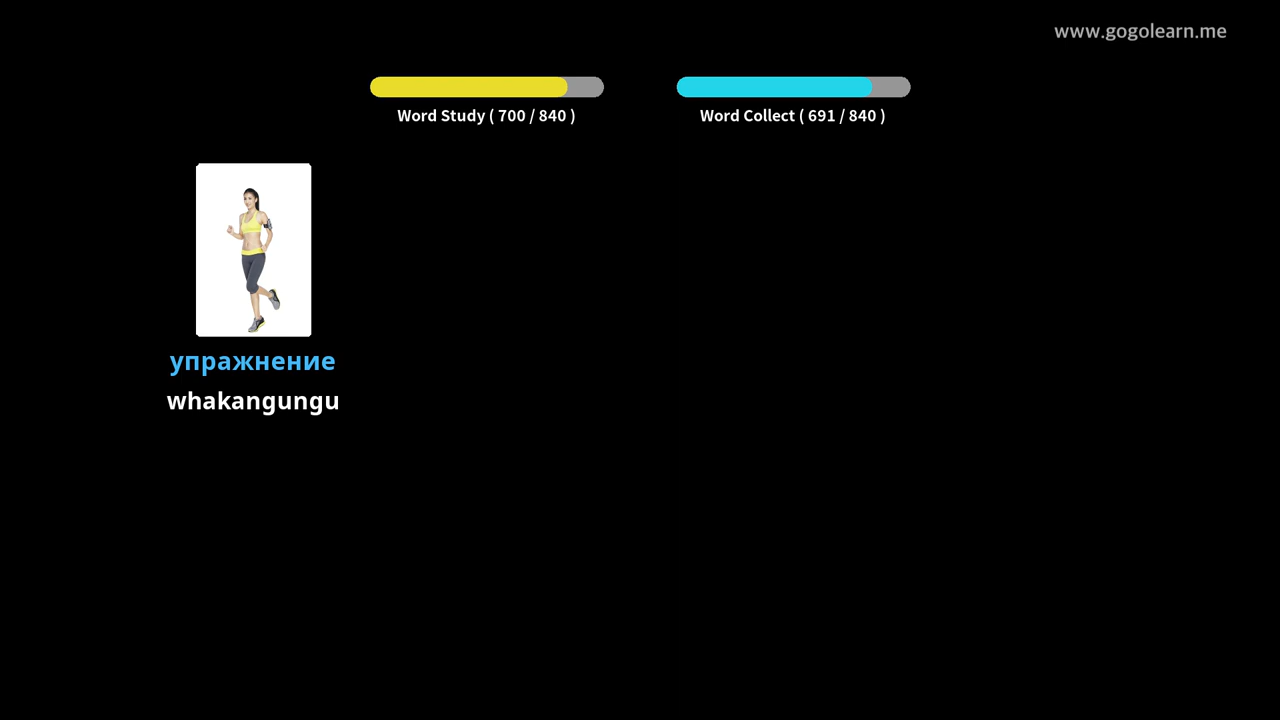 www.gogolearn.me
Word Study ( 700 / 840 )
Word Collect ( 691 / 840 )
упражнение
whakangungu